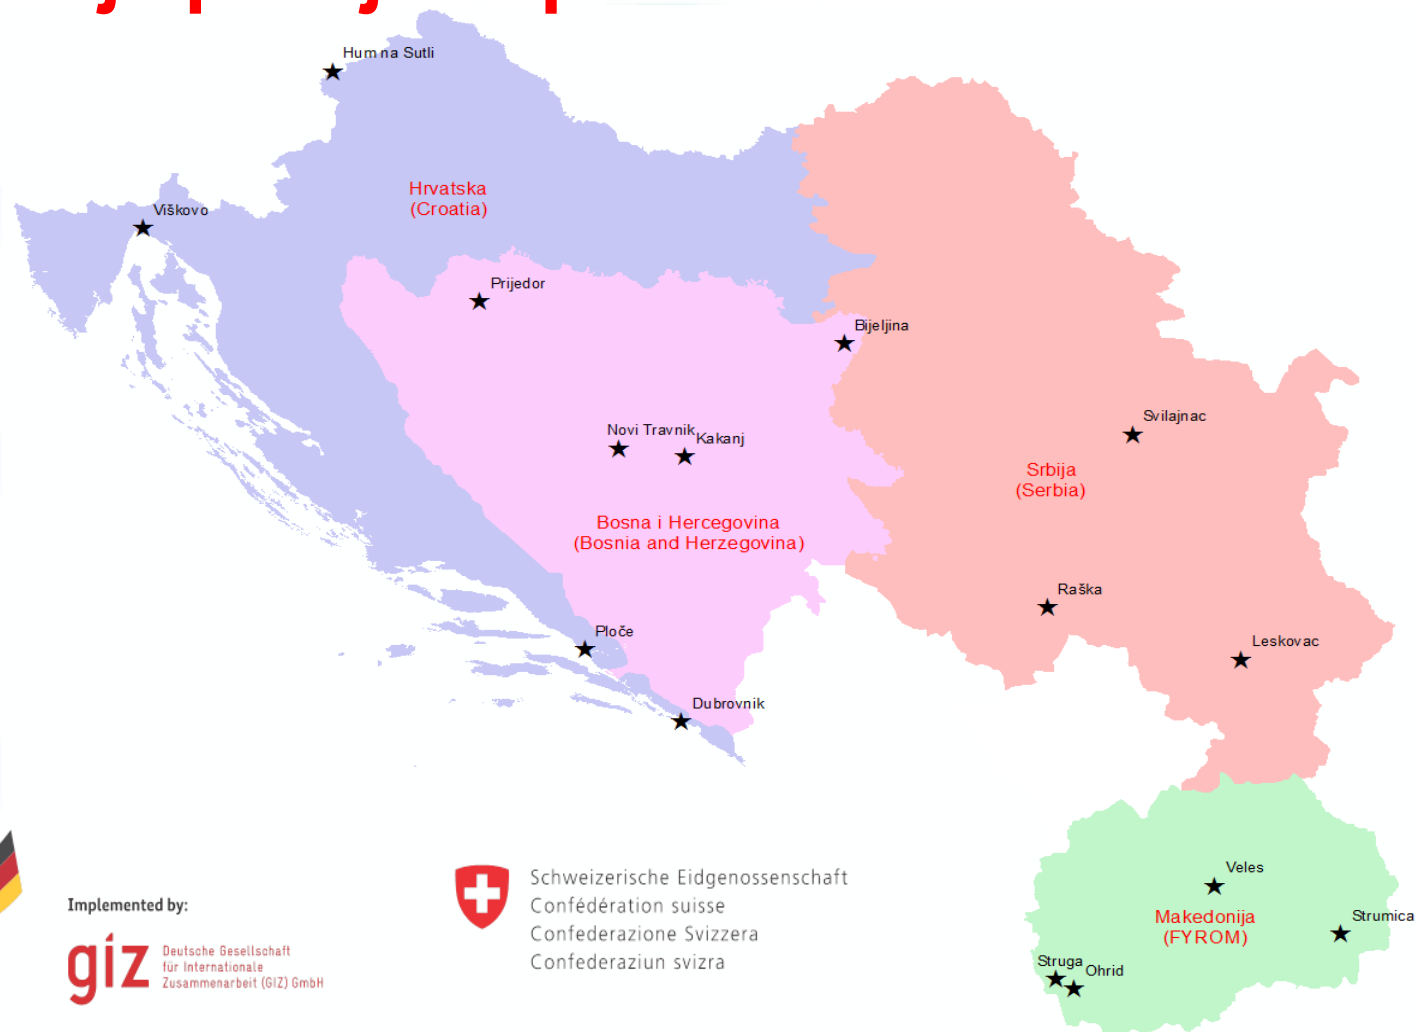 Hum na Sutli
Hrvatska
(Croatia)
Viškovo
Prijedor
Bijeljina
Svilajnac
Novi Travnik
Kakanj
Srbija
(Serbia)
Bosna i Hercegovina
(Bosnia and Herzegovina)
Raška
Ploče
Leskovac
Dubrovnik
Veles
Makedonija
(FYROM)
Strumica
Struga
Ohrid
Implemented by:
giz
Deutsche Gesellschaft
für Internationale
Zusammenarbeit (GIZ) GmbH
Schweizerische Eidgenossenschaft
Confédération suisse
Confederazione Svizzera
Confederaziun svizra